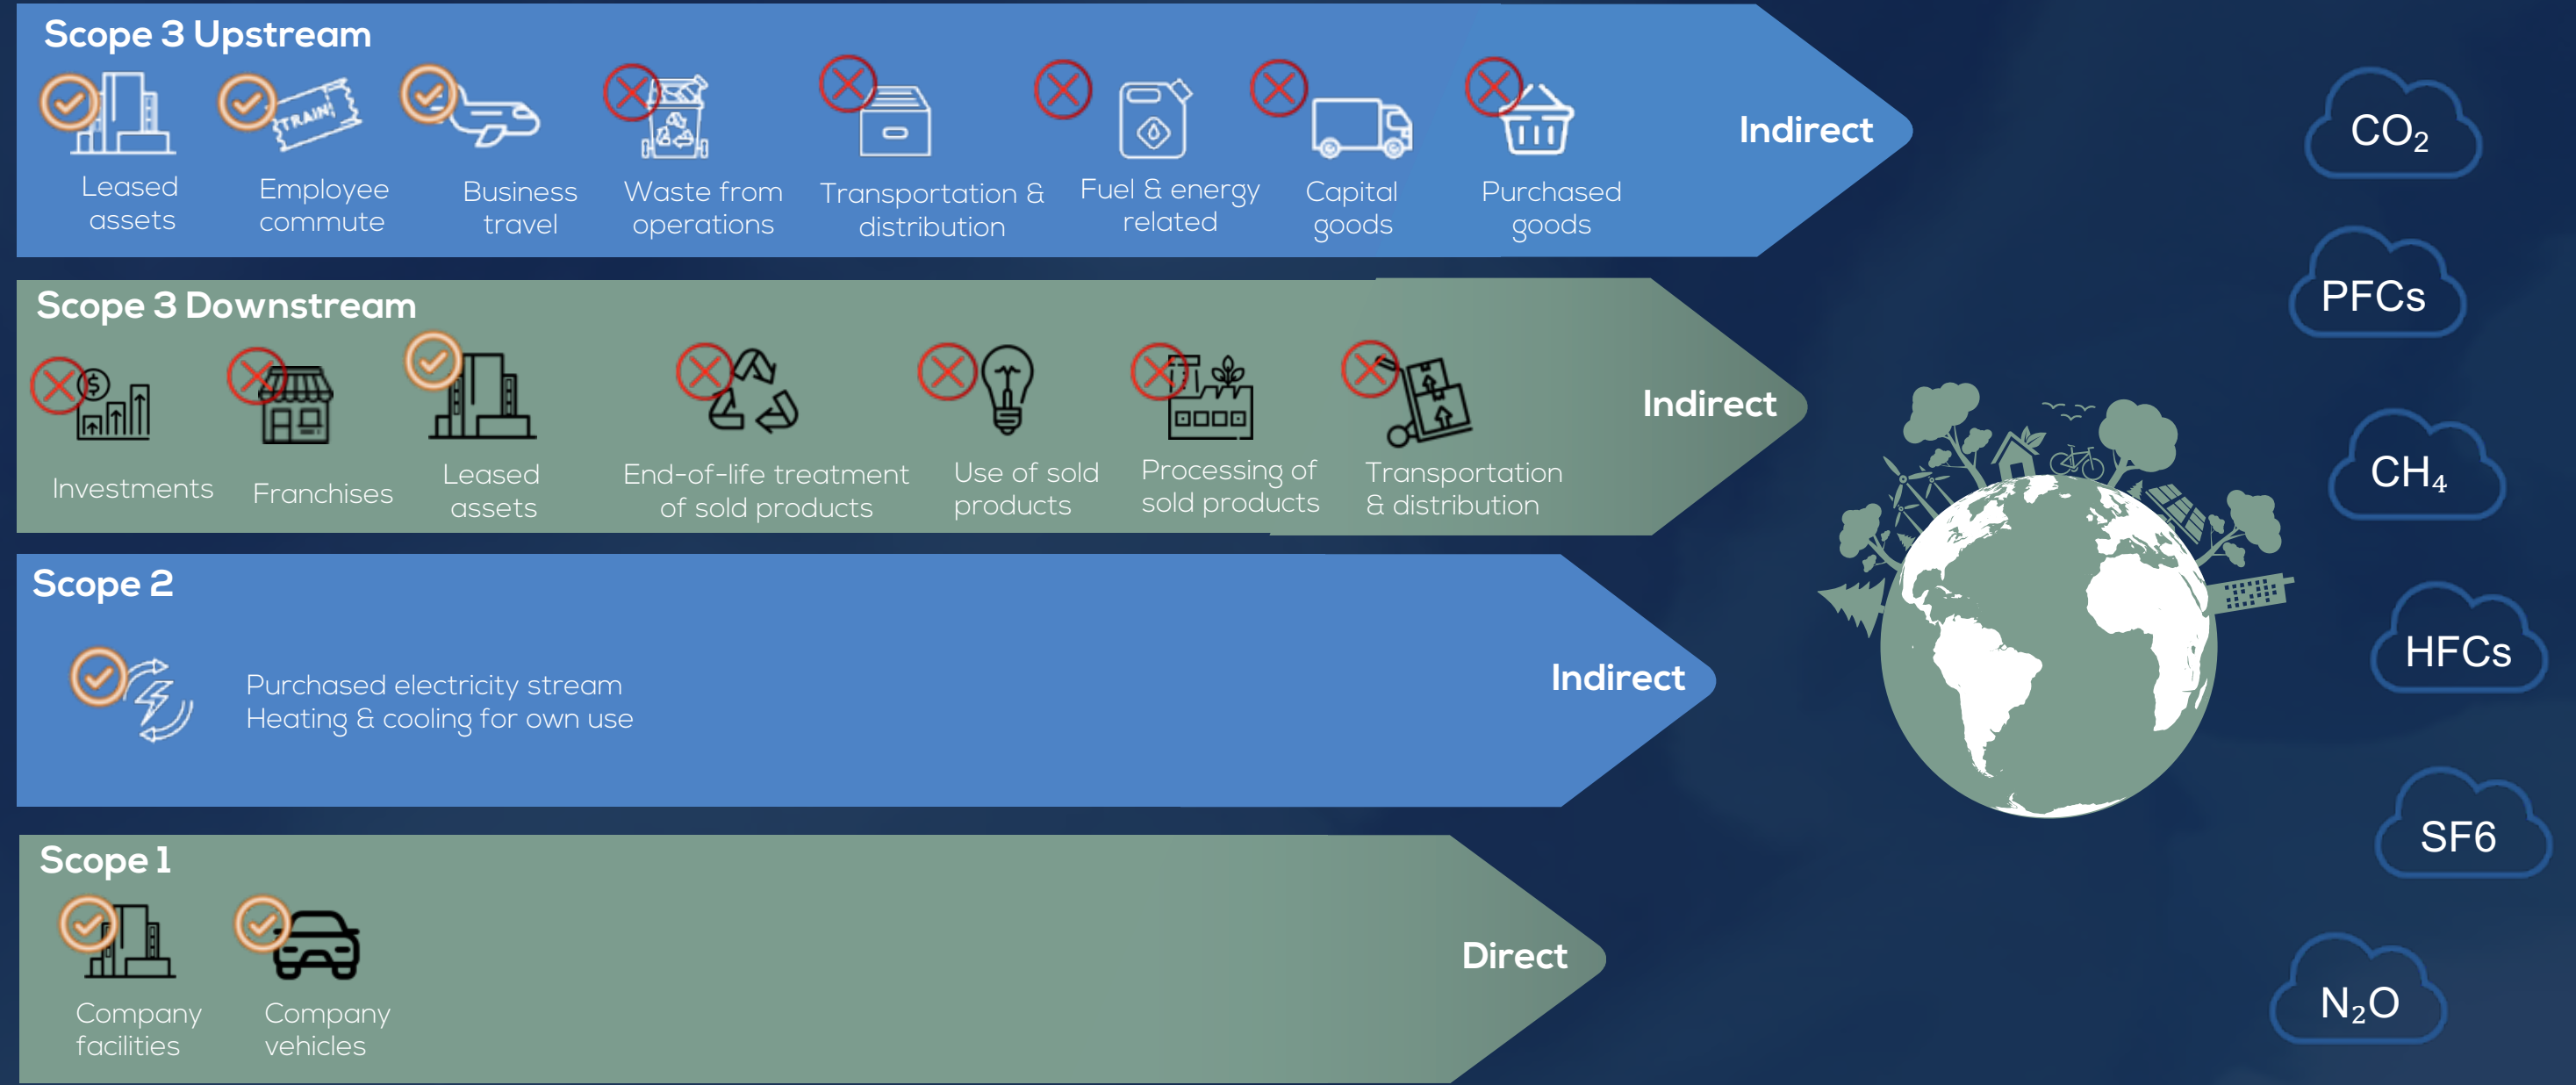 Scope 3 Upstream
TRAIN!
Leased
assets
Employee
commute
Business
travel
Waste from
operations
Transportation &
distribution
Fuel & energy
related
Capital
goods
Purchased
goods
Indirect
Scope 3 Downstream
$
Investments
Franchises
Leased
assets
End-of-life treatment
of sold products
Use of sold
products
Processing of
sold products
Transportation
& distribution
Indirect
Scope 2
Purchased electricity stream
Heating & cooling for own use
Indirect
Scope 1
Company
facilities
Company
vehicles
Direct
CO₂
PFCs
CH₄
HFCs
SF6
N₂O